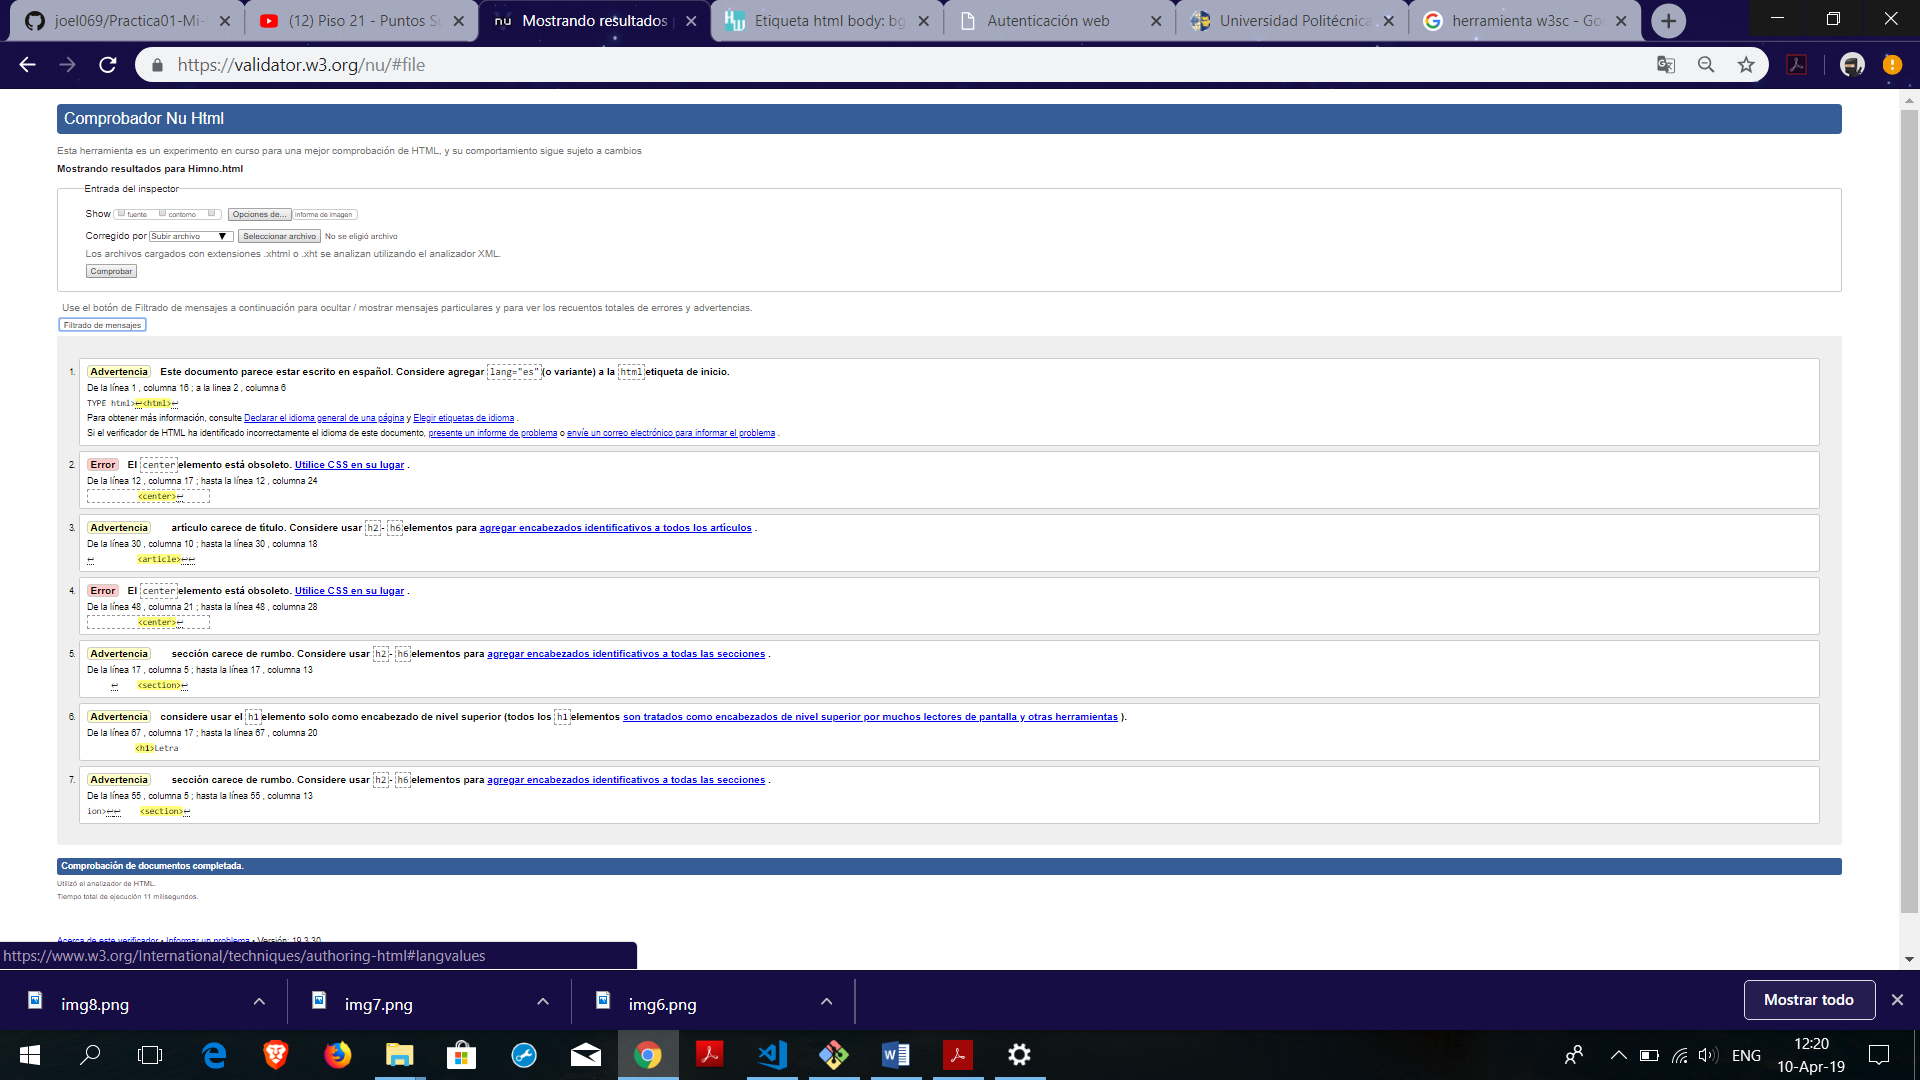 joel069/Practica01-Mi-
(12) Piso 21 - Puntos Su
Mostrando resultados p
Etiqueta html body: bg
Autenticación web
Universidad Politécnica
herramienta w3sc - Go
https://validator.w3.org/nu/#file
Comprobador Nu Html
Esta herramienta es un experimento en curso para una mejor comprobación de HTML, y su comportamiento sigue sujeto a cambios
Mostrando resultados para Himno.html
Entrada del inspector
Show fuente contorno Opciones de... informe de imagen
Corregido por Subir archivo Seleccionar archivo No se eligió archivo
Los archivos cargados con extensiones .xhtml o .xht se analizan utilizando el analizador XML.
Comprobar
Use el botón de Filtrado de mensajes a continuación para ocultar / mostrar mensajes particulares y para ver los recuentos totales de errores y advertencias.
Filtrado de mensajes
1. Advertencia Este documento parece estar escrito en español. Considere agregar lang="es" (o variante) a la html etiqueta de inicio.
De la línea 1 , columna 16 ; a la línea 2 , columna 6
TYPE html>↩<html>↩
Para obtener más información, consulte Declarar el idioma general de una página y Elegir etiquetas de idioma .
Si el verificador de HTML ha identificado incorrectamente el idioma de este documento, presente un informe de problema o envíe un correo electrónico para informar el problema .
2. Error El center elemento está obsoleto. Utilice CSS en su lugar .
De la línea 12 , columna 17 ; hasta la línea 12 , columna 24
<center>↩
3. Advertencia artículo carece de título. Considere usar h2 - h6 elementos para agregar encabezados identificativos a todos los artículos .
De la línea 30 , columna 10 ; hasta la línea 30 , columna 18
↩ <article>↩↩
4. Error El center elemento está obsoleto. Utilice CSS en su lugar .
De la línea 48 , columna 21 ; hasta la línea 48 , columna 28
<center>↩
5. Advertencia sección carece de rumbo. Considere usar h2 - h6 elementos para agregar encabezados identificativos a todas las secciones .
De la línea 17 , columna 5 ; hasta la línea 17 , columna 13
↩ <section>↩
6. Advertencia considere usar el h1 elemento solo como encabezado de nivel superior (todos los h1 elementos son tratados como encabezados de nivel superior por muchos lectores de pantalla y otras herramientas ).
De la línea 67 , columna 17 ; hasta la línea 67 , columna 20
<h1>Letra
7. Advertencia sección carece de rumbo. Considere usar h2 - h6 elementos para agregar encabezados identificativos a todas las secciones .
De la línea 55 , columna 5 ; hasta la línea 55 , columna 13
ion>↩↩ <section>↩
Comprobación de documentos completada.
Utilizó el analizador de HTML.
Tiempo total de ejecución 11 milisegundos.
Acerca de este verificador • Informar un problema • Versión: 19.3.30
https://www.w3.org/International/techniques/authoring-html#langvalues
img8.png
img7.png
img6.png
Mostrar todo
ENG
12:20
10-Apr-19